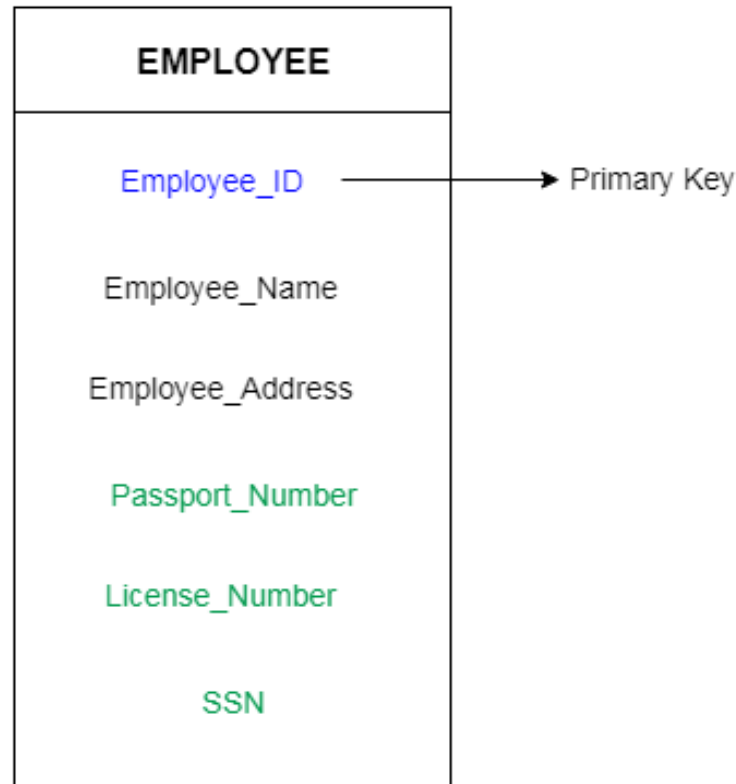 EMPLOYEE
Employee_ID
Primary Key
Employee_Name
Employee_Address
Passport_Number
License_Number
SSN